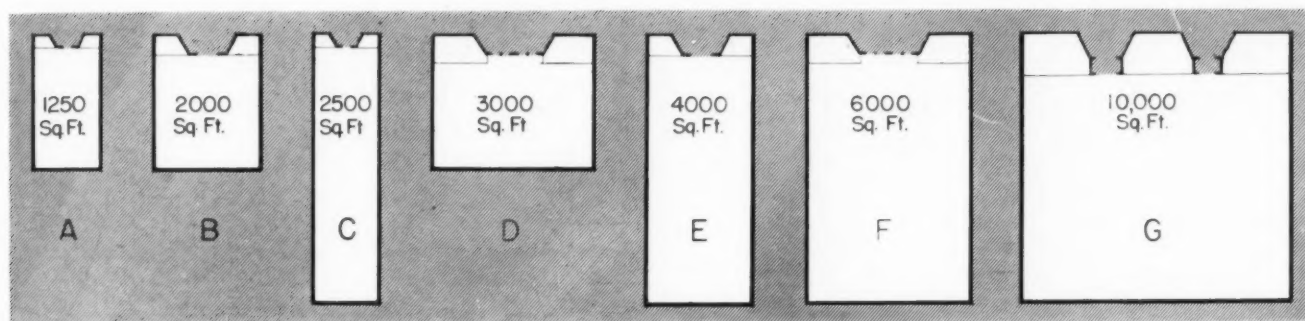 1250
Sq. Ft.
2000
Sq. Ft.
2500
Sq. Ft.
3000
Sq. Ft
4000
Sq. Ft.
6000
Sq. Ft.
10,000
Sq. Ft.
A
B
C
D
E
F
G